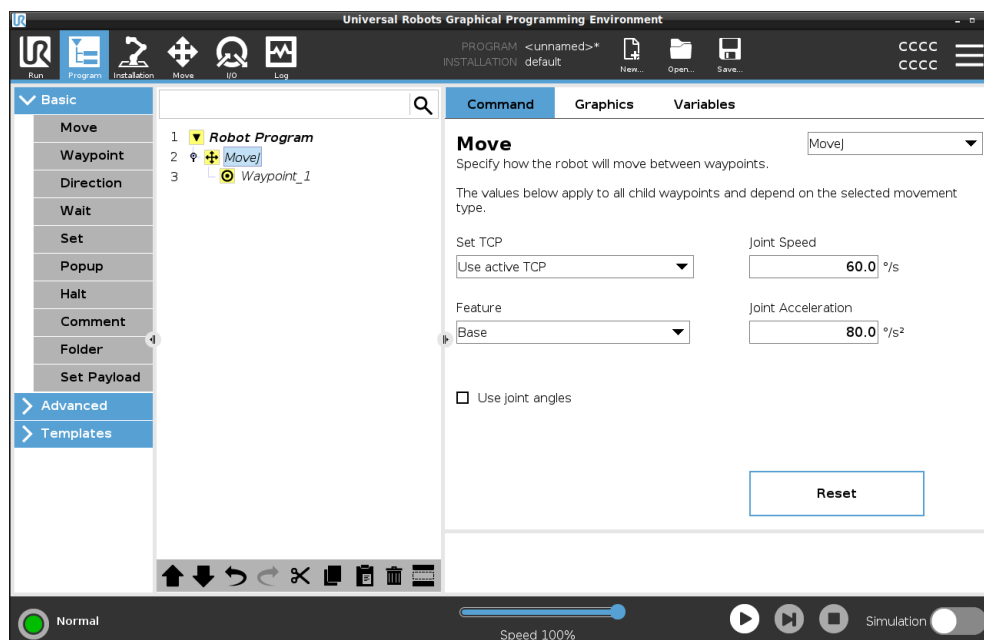 Universal Robots Graphical Programming Environment
UR
Run
Program
Installation
Move
I/O
Log
PROGRAM <unnamed>*
INSTALLATION default
New...
Open...
Save...
CCCC
CCCC
Basic
Move
Waypoint
Direction
Wait
Set
Popup
Halt
Comment
Folder
Set Payload
Advanced
Templates
1 Robot Program
2 MoveJ
3 Waypoint_1
Command Graphics Variables
Move
MoveJ
Specify how the robot will move between waypoints.
The values below apply to all child waypoints and depend on the selected movement
type.
Set TCP
Use active TCP
Joint Speed
60.0 °/s
Feature
Base
Joint Acceleration
80.0 °/s²
Use joint angles
Reset
Normal
Speed 100%
Simulation